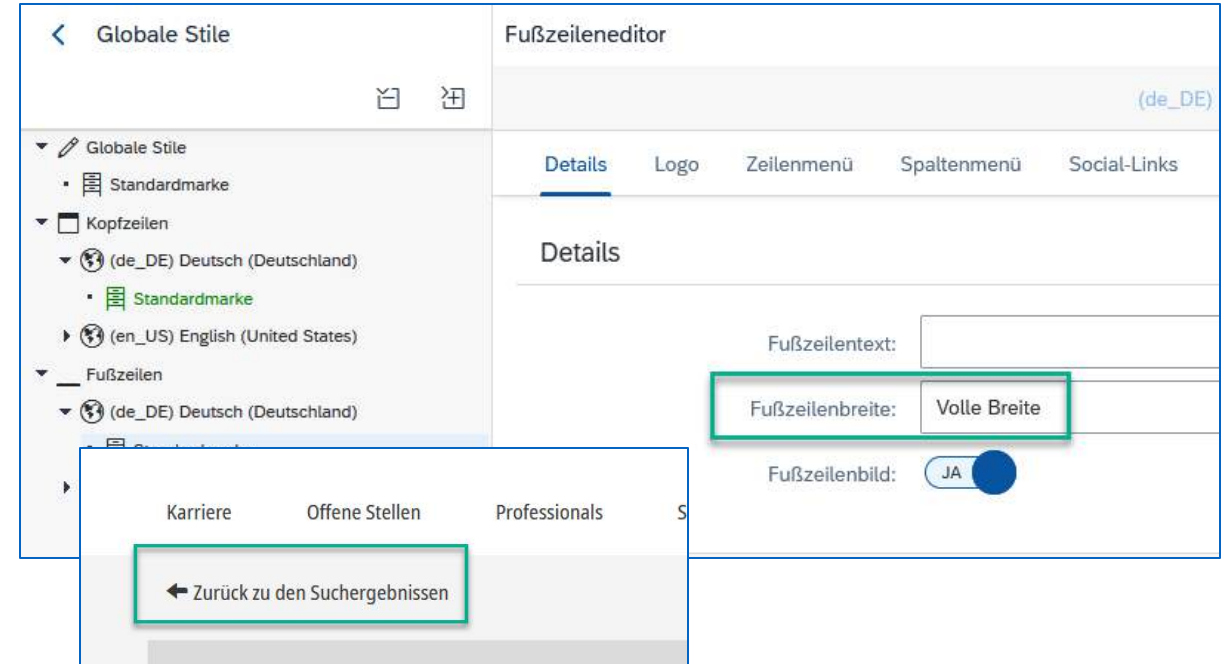 Globale Stile
Globale Stile
Standardmarke
Kopfzeilen
(de_DE) Deutsch (Deutschland)
Standardmarke
(en_US) English (United States)
Fußzeilen
(de_DE) Deutsch (Deutschland)
Fußzeileneditor
(de_DE)
Details Logo Zeilenmenü Spaltenmenü Social-Links
Details
Fußzeilentext:
Fußzeilenbreite: Volle Breite
Fußzeilenbild: JA
Karriere Offene Stellen Professionals S
Zurück zu den Suchergebnissen